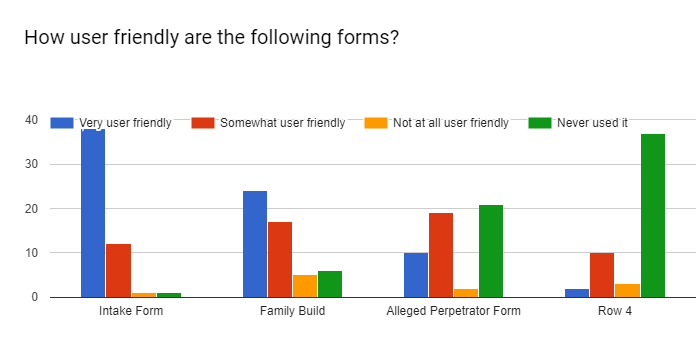 How user friendly are the following forms?
40
Very user friendly Somewhat user friendly Not at all user friendly Never used it
30
20
10
0
Intake Form Family Build Alleged Perpetrator Form Row 4